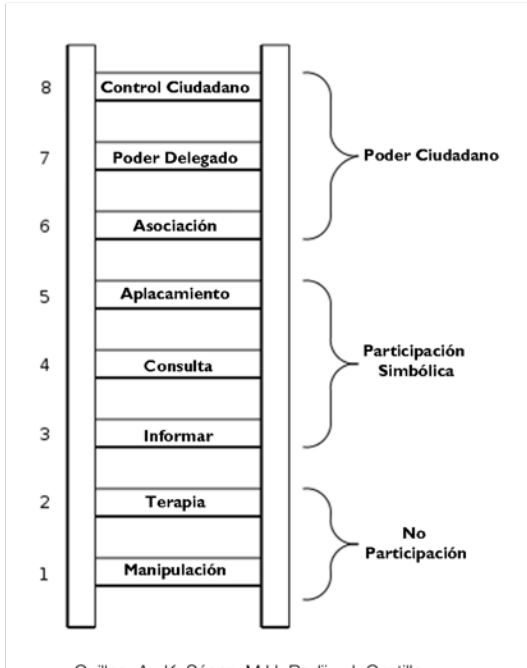 8 Control Ciudadano
7 Poder Delegado
Poder Ciudadano
6 Asociación
5 Aplacamiento
4 Consulta
Participación
Simbólica
3 Informar
2 Terapia
No
Participación
1 Manipulación